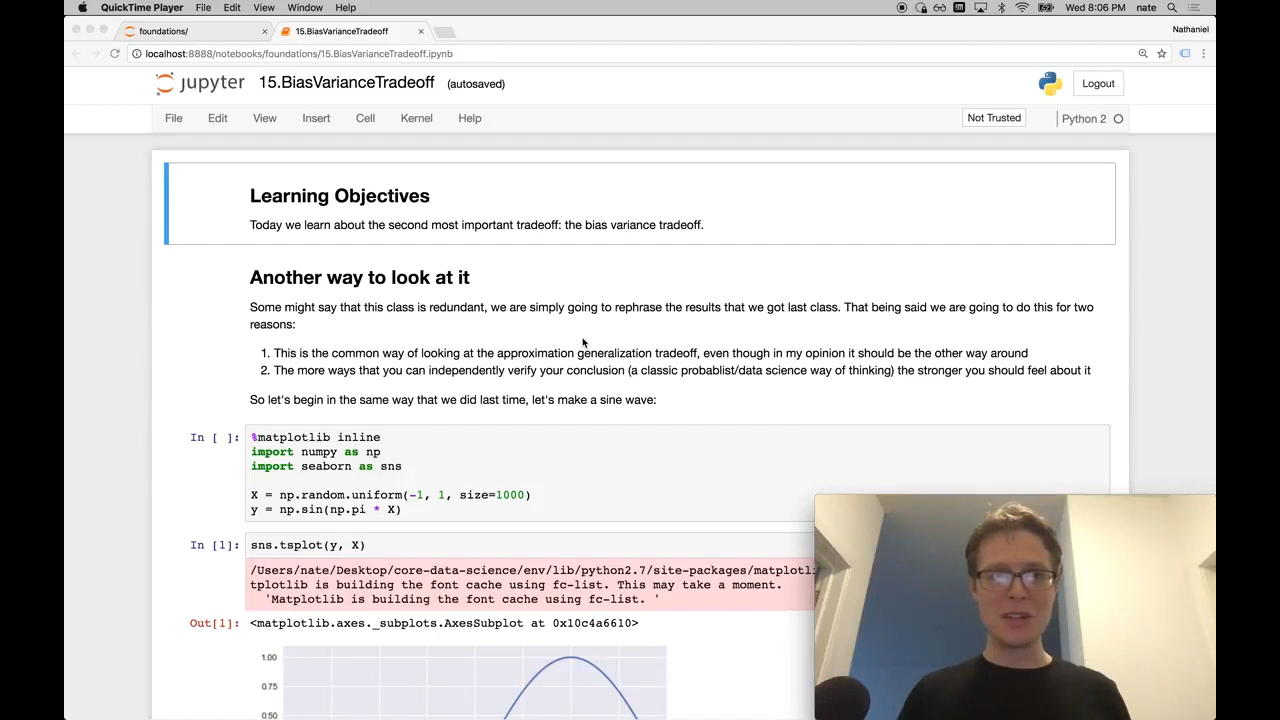 QuickTime Player File Edit View Window Help Wed 8:06 PM nate
foundations/ 15.BiasVarianceTradeoff Nathaniel
localhost:8888/notebooks/foundations/15.BiasVarianceTradeoff.ipynb
jupyter 15.BiasVarianceTradeoff (autosaved) Logout
File Edit View Insert Cell Kernel Help Not Trusted Python 2
Learning Objectives
Today we learn about the second most important tradeoff: the bias variance tradeoff.
Another way to look at it
Some might say that this class is redundant, we are simply going to rephrase the results that we got last class. That being said we are going to do this for two
reasons:
1. This is the common way of looking at the approximation generalization tradeoff, even though in my opinion it should be the other way around
2. The more ways that you can independently verify your conclusion (a classic probablist/data science way of thinking) the stronger you should feel about it
So let's begin in the same way that we did last time, let's make a sine wave:
In [ ]: %matplotlib inline
import numpy as np
import seaborn as sns
X = np.random.uniform(-1, 1, size=1000)
y = np.sin(np.pi * X)
In [1]: sns.tsplot(y, X)
/Users/nate/Desktop/core-data-science/env/lib/python2.7/site-packages/matplotl
tplotlib is building the font cache using fc-list. This may take a moment.
'Matplotlib is building the font cache using fc-list. '
Out[1]: <matplotlib.axes._subplots.AxesSubplot at 0x10c4a6610>
1.00
0.75
0.50